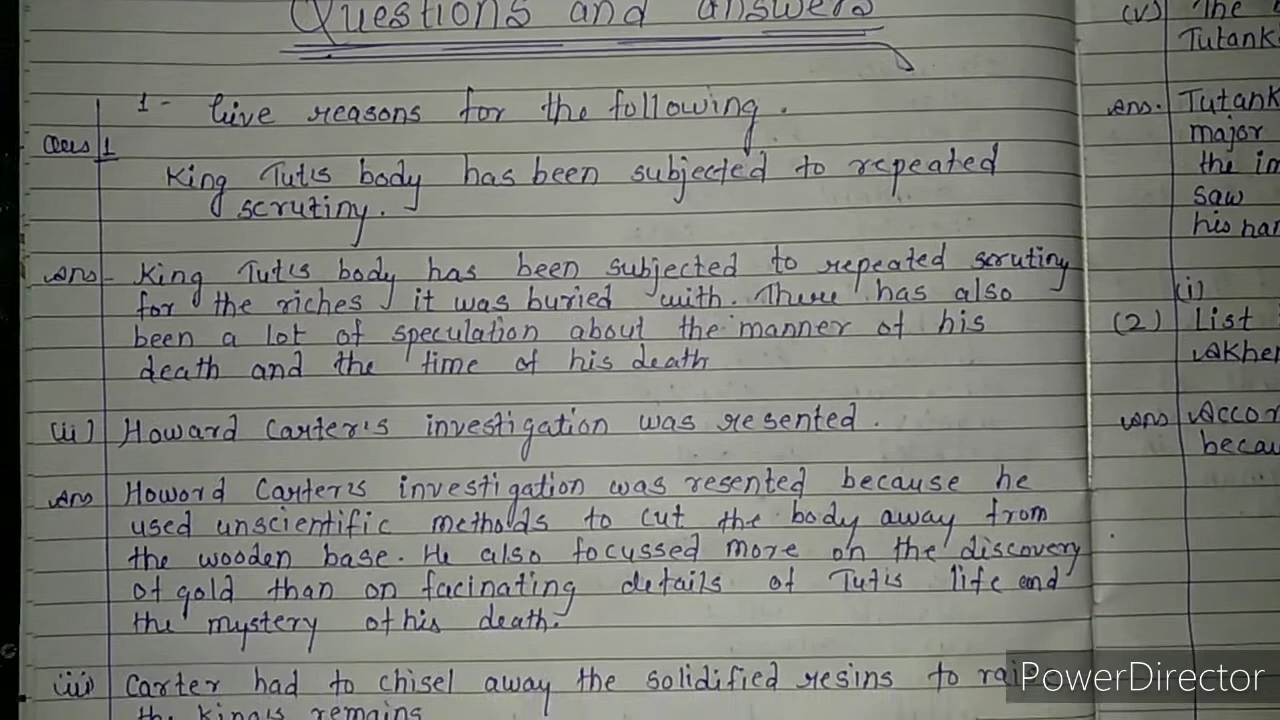 Questions and answers
1- Give reasons for the following.
Ques 1
King Tut's body has been subjected to repeated
scrutiny.
Ans- King Tut's body has been subjected to repeated scrutiny
for the riches it was buried with. There has also
been a lot of speculation about the manner of his
death and the time of his death
(ii) Howard Carter's investigation was resented.
Ans Howord Carter's investigation was resented because he
used unscientific methods to cut the body away from
the wooden base. He also focussed more on the discovery
of gold than on facinating details of Tut's life and
the mystery of his death.
(iii) Carter had to chisel away the solidified resins to
the king's remains
(v) The
Tutank
Ans. Tutank
major
the
saw
his
(i)
(2) List
Akhen
Ans Accor
becau
PowerDirector